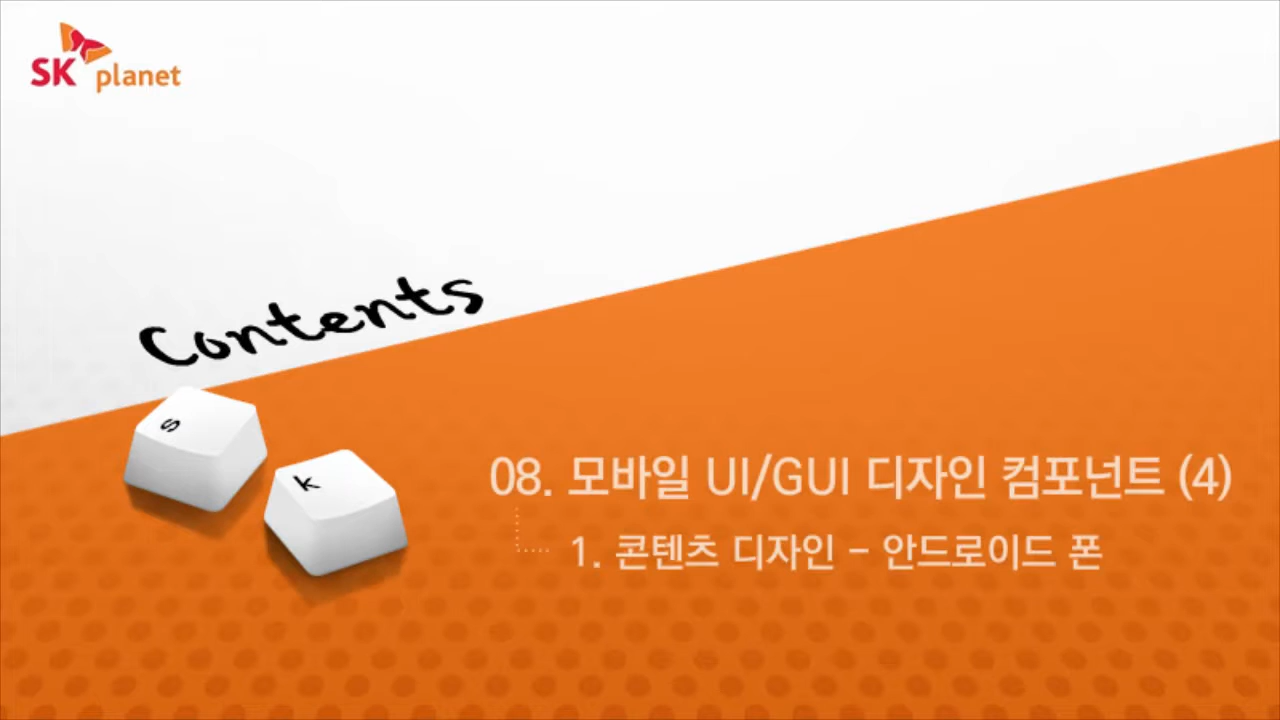 SK planet
Contents
s
k
08. 모바일 UI/GUI 디자인 컴포넌트 (4)
1. 콘텐츠 디자인 - 안드로이드 폰